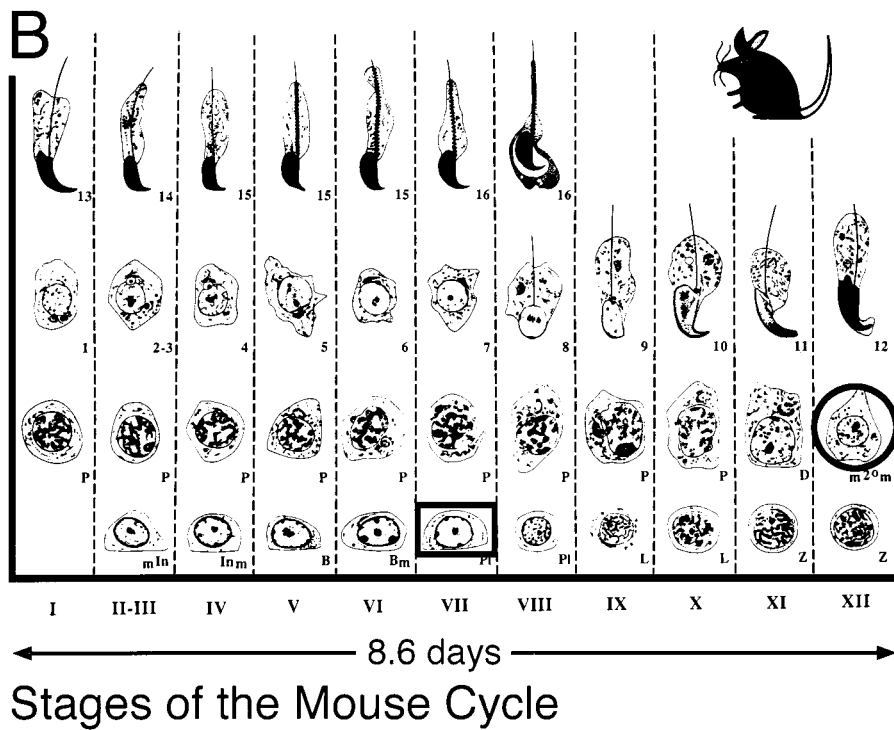 B
13 14 15 15 15 16 16
1 2-3 4 5 6 7 8 9 10 11 12
P P P P P P P P P D m2om
mIn Inm B Bm Pl Pl L L Z Z
I II-III IV V VI VII VIII IX X XI XII
8.6 days
Stages of the Mouse Cycle